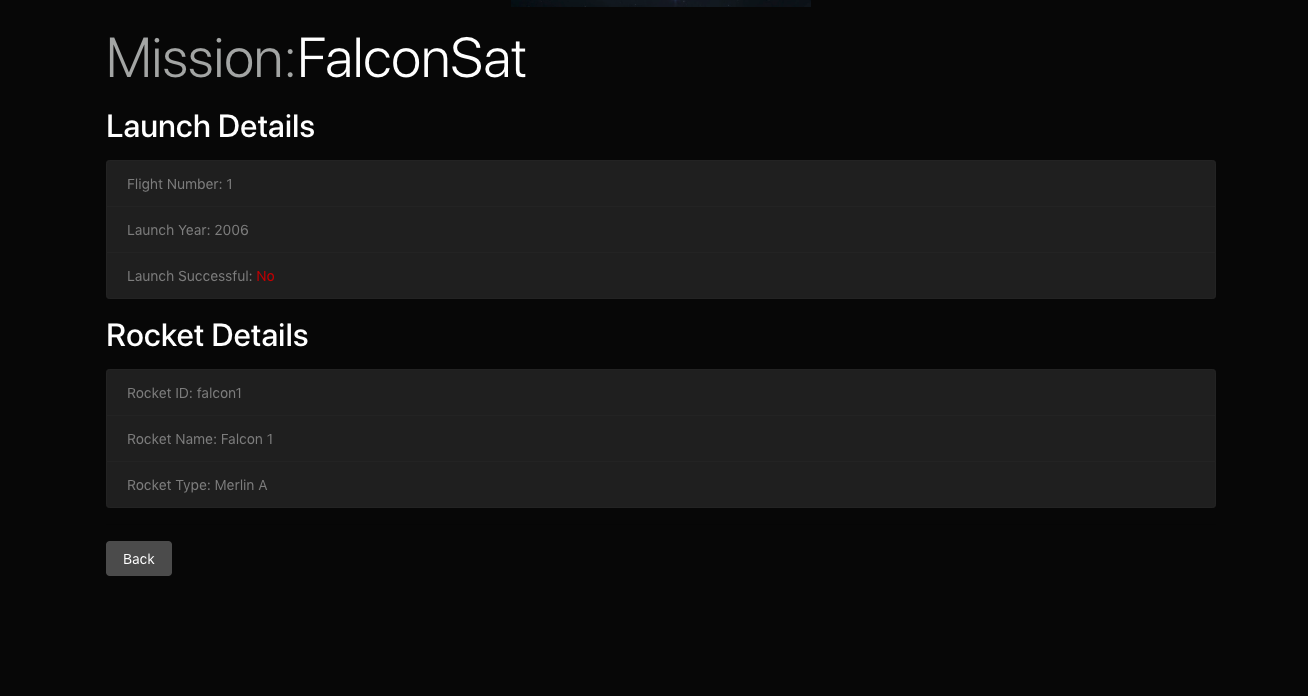 Mission:FalconSat
Launch Details
Flight Number: 1
Launch Year: 2006
Launch Successful: No
Rocket Details
Rocket ID: falcon1
Rocket Name: Falcon 1
Rocket Type: Merlin A
Back